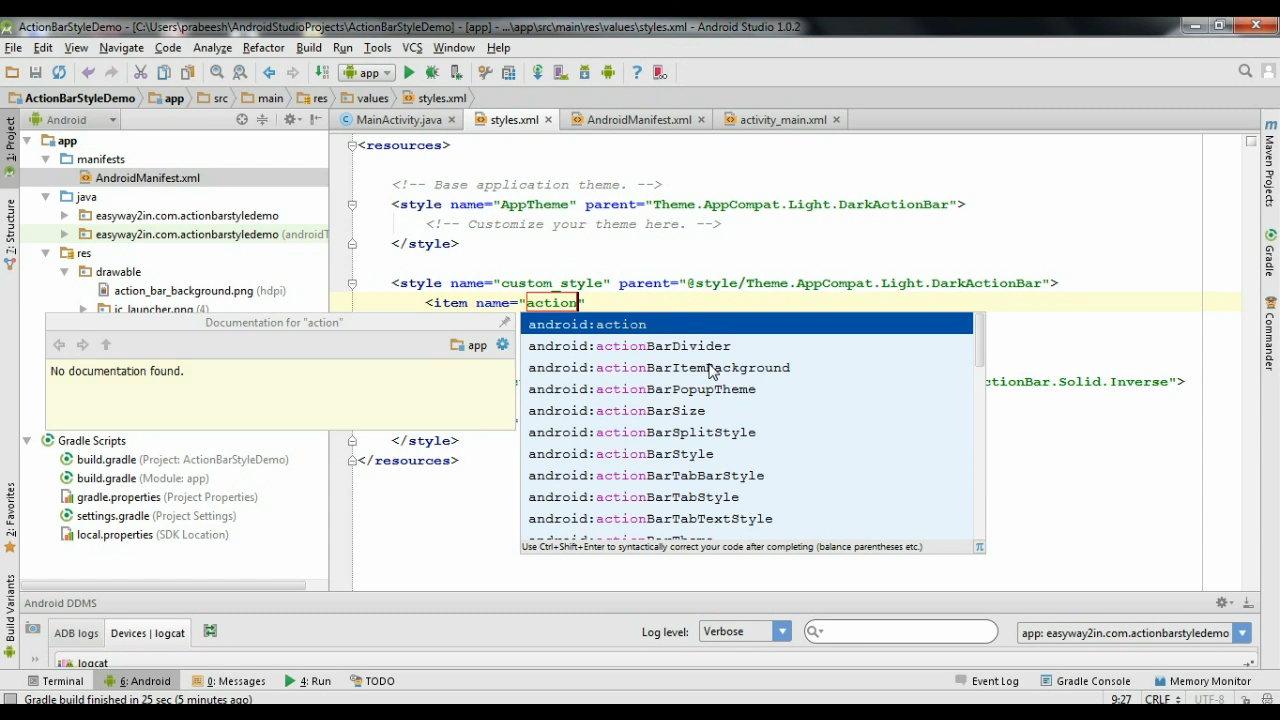 ActionBarStyleDemo - [C:\Users\prabeesh\AndroidStudioProjects\ActionBarStyleDemo] - [app] - ...\app\src\main\res\values\styles.xml - Android Studio 1.0.2
File Edit View Navigate Code Analyze Refactor Build Run Tools VCS Window Help
app
ActionBarStyleDemo app src main res values styles.xml
Android
MainActivity.java styles.xml AndroidManifest.xml activity_main.xml
1: Project
7: Structure
2: Favorites
Build Variants
Maven Projects
Gradle
Commander
app
manifests
AndroidManifest.xml
java
easyway2in.com.actionbarstyledemo
easyway2in.com.actionbarstyledemo (androidT
res
drawable
action_bar_background.png (hdpi)
ic_launcher.png (4)
<resources>
<!-- Base application theme. -->
<style name="AppTheme" parent="Theme.AppCompat.Light.DarkActionBar">
<!-- Customize your theme here. -->
</style>
<style name="custom_style" parent="@style/Theme.AppCompat.Light.DarkActionBar">
<item name="action"
Documentation for "action"
app
No documentation found.
android:action
android:actionBarDivider
android:actionBarItemBackground
android:actionBarPopupTheme
android:actionBarSize
android:actionBarSplitStyle
android:actionBarStyle
android:actionBarTabBarStyle
android:actionBarTabStyle
android:actionBarTabTextStyle
android:actionBarTheme
Use Ctrl+Shift+Enter to syntactically correct your code after completing (balance parentheses etc.)
ctionBar.Solid.Inverse">
</style>
</resources>
Gradle Scripts
build.gradle (Project: ActionBarStyleDemo)
build.gradle (Module: app)
gradle.properties (Project Properties)
settings.gradle (Project Settings)
local.properties (SDK Location)
Android DDMS
ADB logs Devices | logcat Log level: Verbose app: easyway2in.com.actionbarstyledemo
logcat
Terminal 6: Android 0: Messages 4: Run TODO Event Log Gradle Console Memory Monitor
Gradle build finished in 25 sec (5 minutes ago) 9:27 CRLF UTF-8